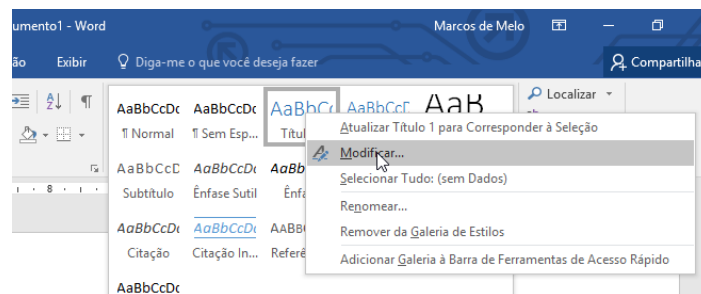 umento1 - Word
Marcos de Melo
ão
Exibir
Diga-me o que você deseja fazer
Compartilha
AaBbCcDc
AaBbCcDc
AaBbCc
AaBbCcC
AaB
Localizar
¶ Normal
¶ Sem Esp...
Títul
Atualizar Título 1 para Corresponder à Seleção
Modificar...
Selecionar Tudo: (sem Dados)
Renomear...
Remover da Galeria de Estilos
Adicionar Galeria à Barra de Ferramentas de Acesso Rápido
AaBbCcD
AaBbCcDc
AaBb
Subtítulo
Ênfase Sutil
Ênfa
8
AaBbCcDc
AaBbCcDc
AABB
Citação
Citação In...
Referê
AaBbCcDc